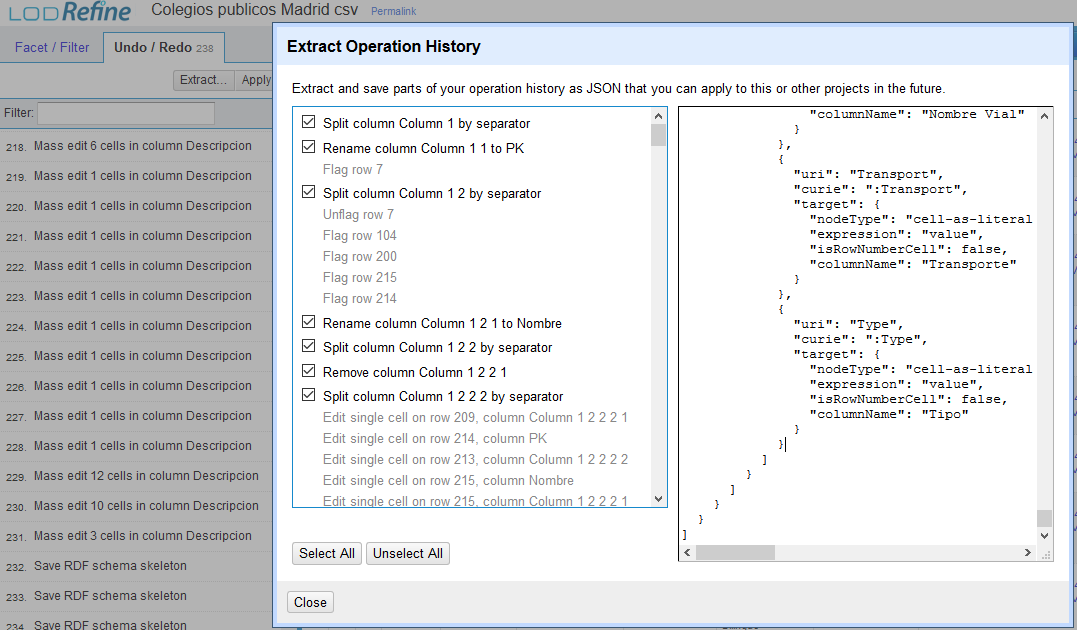 LODRefine
Colegios publicos Madrid csv Permalink
Facet / Filter
Undo / Redo 238
Extract...
Apply
Filter:
218. Mass edit 6 cells in column Descripcion
219. Mass edit 1 cells in column Descripcion
220. Mass edit 1 cells in column Descripcion
221. Mass edit 1 cells in column Descripcion
222. Mass edit 1 cells in column Descripcion
223. Mass edit 1 cells in column Descripcion
224. Mass edit 1 cells in column Descripcion
225. Mass edit 1 cells in column Descripcion
226. Mass edit 1 cells in column Descripcion
227. Mass edit 1 cells in column Descripcion
228. Mass edit 1 cells in column Descripcion
229. Mass edit 12 cells in column Descripcion
230. Mass edit 10 cells in column Descripcion
231. Mass edit 3 cells in column Descripcion
232. Save RDF schema skeleton
233. Save RDF schema skeleton
234. Save RDF schema skeleton
Extract Operation History
Extract and save parts of your operation history as JSON that you can apply to this or other projects in the future.
Split column Column 1 by separator
Rename column Column 1 1 to PK
Flag row 7
Split column Column 1 2 by separator
Unflag row 7
Flag row 104
Flag row 200
Flag row 215
Flag row 214
Rename column Column 1 2 1 to Nombre
Split column Column 1 2 2 by separator
Remove column Column 1 2 2 1
Split column Column 1 2 2 2 by separator
Edit single cell on row 209, column Column 1 2 2 2 1
Edit single cell on row 214, column PK
Edit single cell on row 213, column Column 1 2 2 2 2
Edit single cell on row 215, column Nombre
Edit single cell on row 215, column Column 1 2 2 2 1
"columnName": "Nombre Vial"
}
},
{
"uri": "Transport",
"curie": ":Transport",
"target": {
"nodeType": "cell-as-literal
"expression": "value",
"isRowNumberCell": false,
"columnName": "Transporte"
}
},
{
"uri": "Type",
"curie": ":Type",
"target": {
"nodeType": "cell-as-literal
"expression": "value",
"isRowNumberCell": false,
"columnName": "Tipo"
}
}
]
}
]
}
}
]
Select All
Unselect All
Close